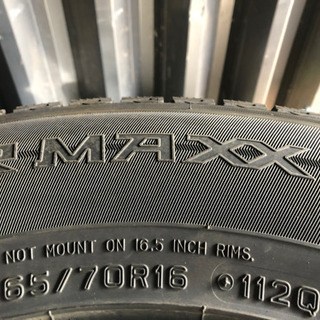 MAXX
NOT MOUNT ON 16.5 INCH RIMS.
65/70R16 112Q